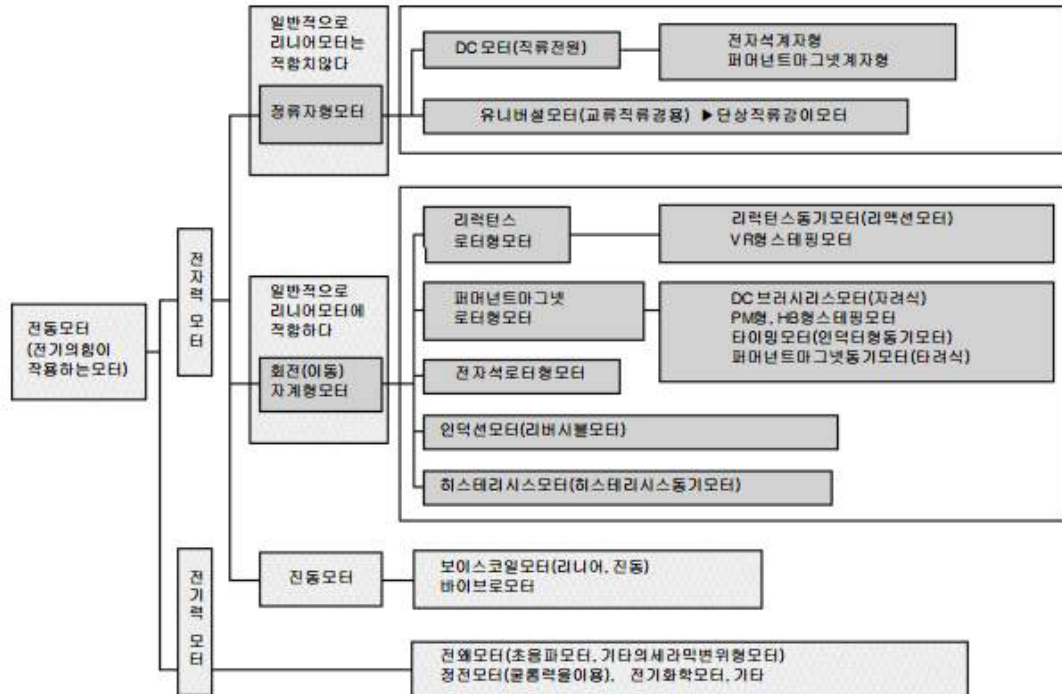 전동모터
(전기의힘이
작용하는모터)
전자력 모터
전기력 모터
일반적으로
리니어모터는
적합치않다
정류자형모터
DC모터(직류전원)
전자석계자형
퍼머넌트마그넷계자형
유니버설모터(교류직류겸용) ▶단상직류감이모터
일반적으로
리니어모터에
적합하다
회전(이동)
자계형모터
리럭턴스
로터형모터
리럭턴스동기모터(리액션모터)
VR형스테핑모터
퍼머넌트마그넷
로터형모터
DC브러시리스모터(자려식)
PM형, HB형스테핑모터
타이밍모터(인덕터형동기모터)
퍼머넌트마그넷동기모터(타려식)
전자석로터형모터
인덕션모터(리버시블모터)
히스테리시스모터(히스테리시스동기모터)
진동모터
보이스코일모터(리니어, 진동)
바이브로모터
전왜모터(초음파모터, 기타의세라믹변위형모터)
정전모터(쿨롱력을이용), 전기화학모터, 기타